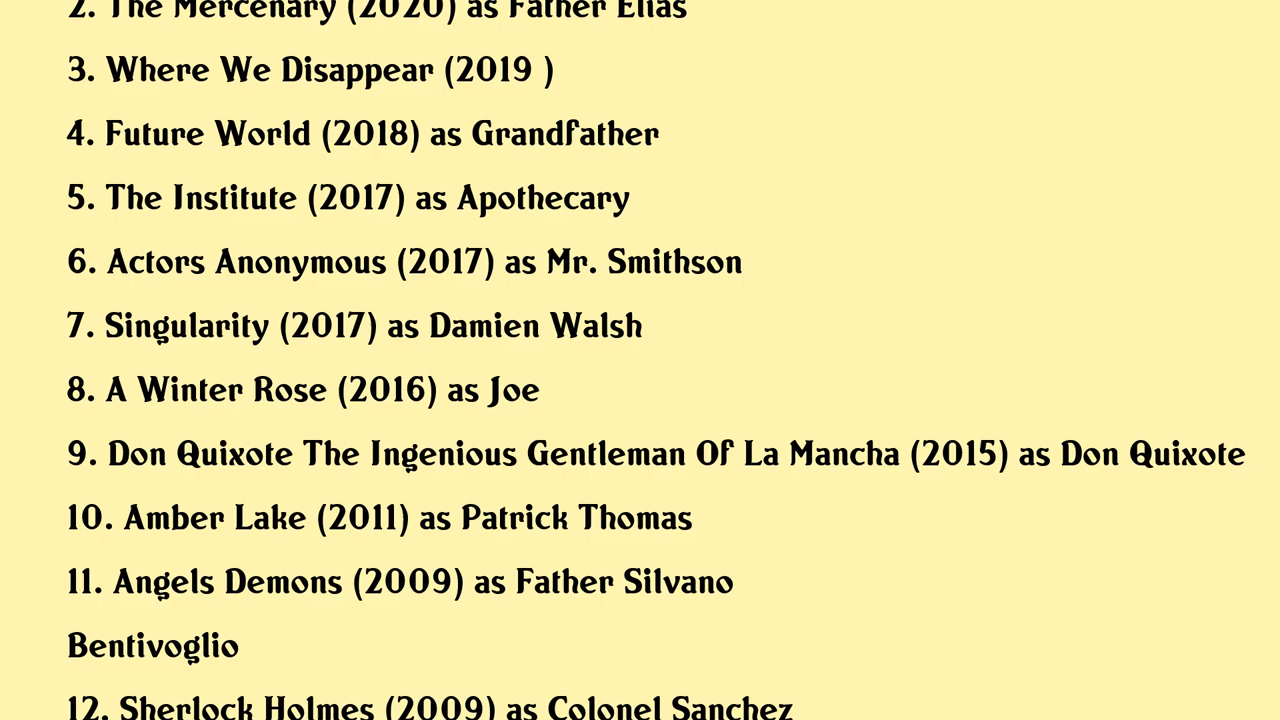 2. The Mercenary (2020) as Father Elias
3. Where We Disappear (2019 )
4. Future World (2018) as Grandfather
5. The Institute (2017) as Apothecary
6. Actors Anonymous (2017) as Mr. Smithson
7. Singularity (2017) as Damien Walsh
8. A Winter Rose (2016) as Joe
9. Don Quixote The Ingenious Gentleman Of La Mancha (2015) as Don Quixote
10. Amber Lake (2011) as Patrick Thomas
11. Angels Demons (2009) as Father Silvano
Bentivoglio
12. Sherlock Holmes (2009) as Colonel Sanchez